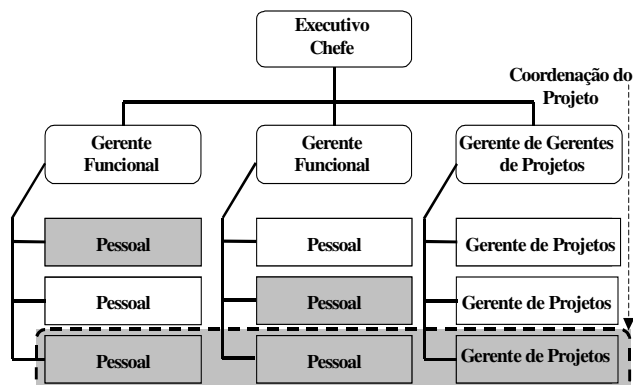 Executivo
Chefe
Coordenação do
Projeto
Gerente
Funcional
Gerente
Funcional
Gerente de Gerentes
de Projetos
Pessoal
Pessoal
Gerente de Projetos
Pessoal
Pessoal
Gerente de Projetos
Pessoal
Pessoal
Gerente de Projetos